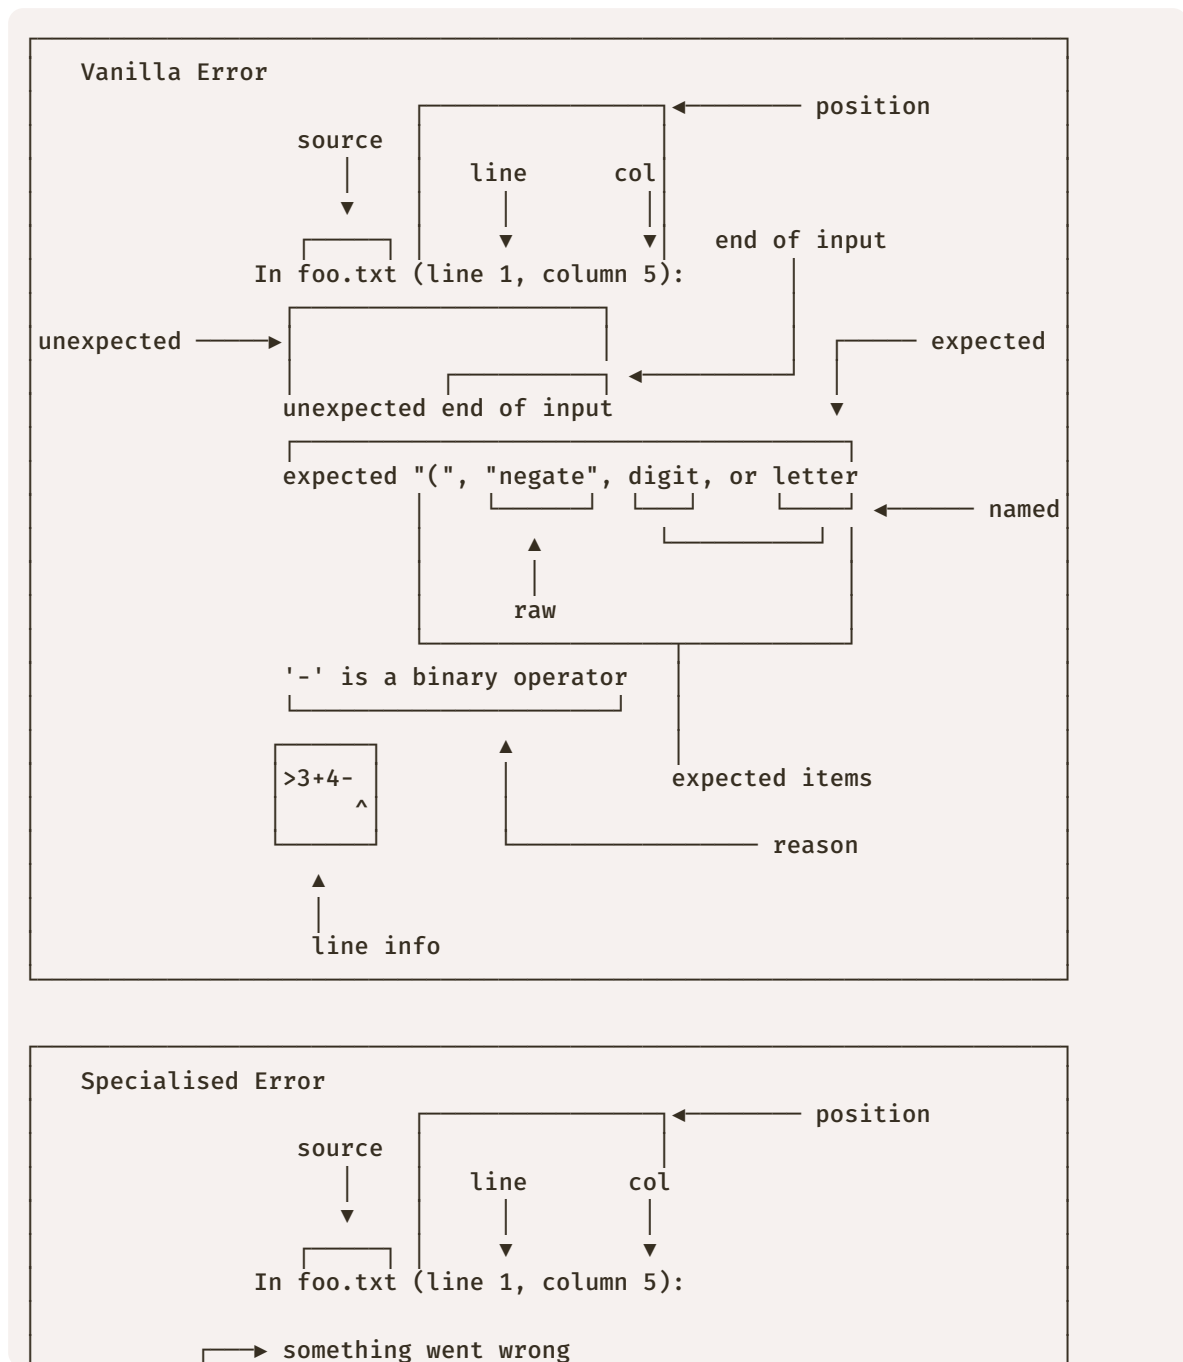 Vanilla Error
position
source
line col
end of input
In foo.txt (line 1, column 5):
unexpected expected
unexpected end of input
expected "(", "negate", digit, or letter
named
raw
'-' is a binary operator
>3+4- expected items
^
reason
line info
Specialised Error
position
source
line col
In foo.txt (line 1, column 5):
something went wrong